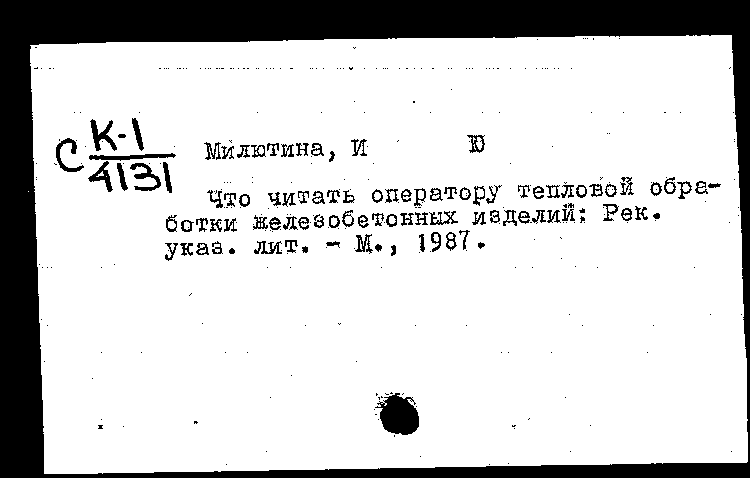 С К-1
4131
Милютина, И Ю
Что читать оператору тепловой обра-
ботки железобетонных изделий: Рек.
указ. лит. - М., 1987.